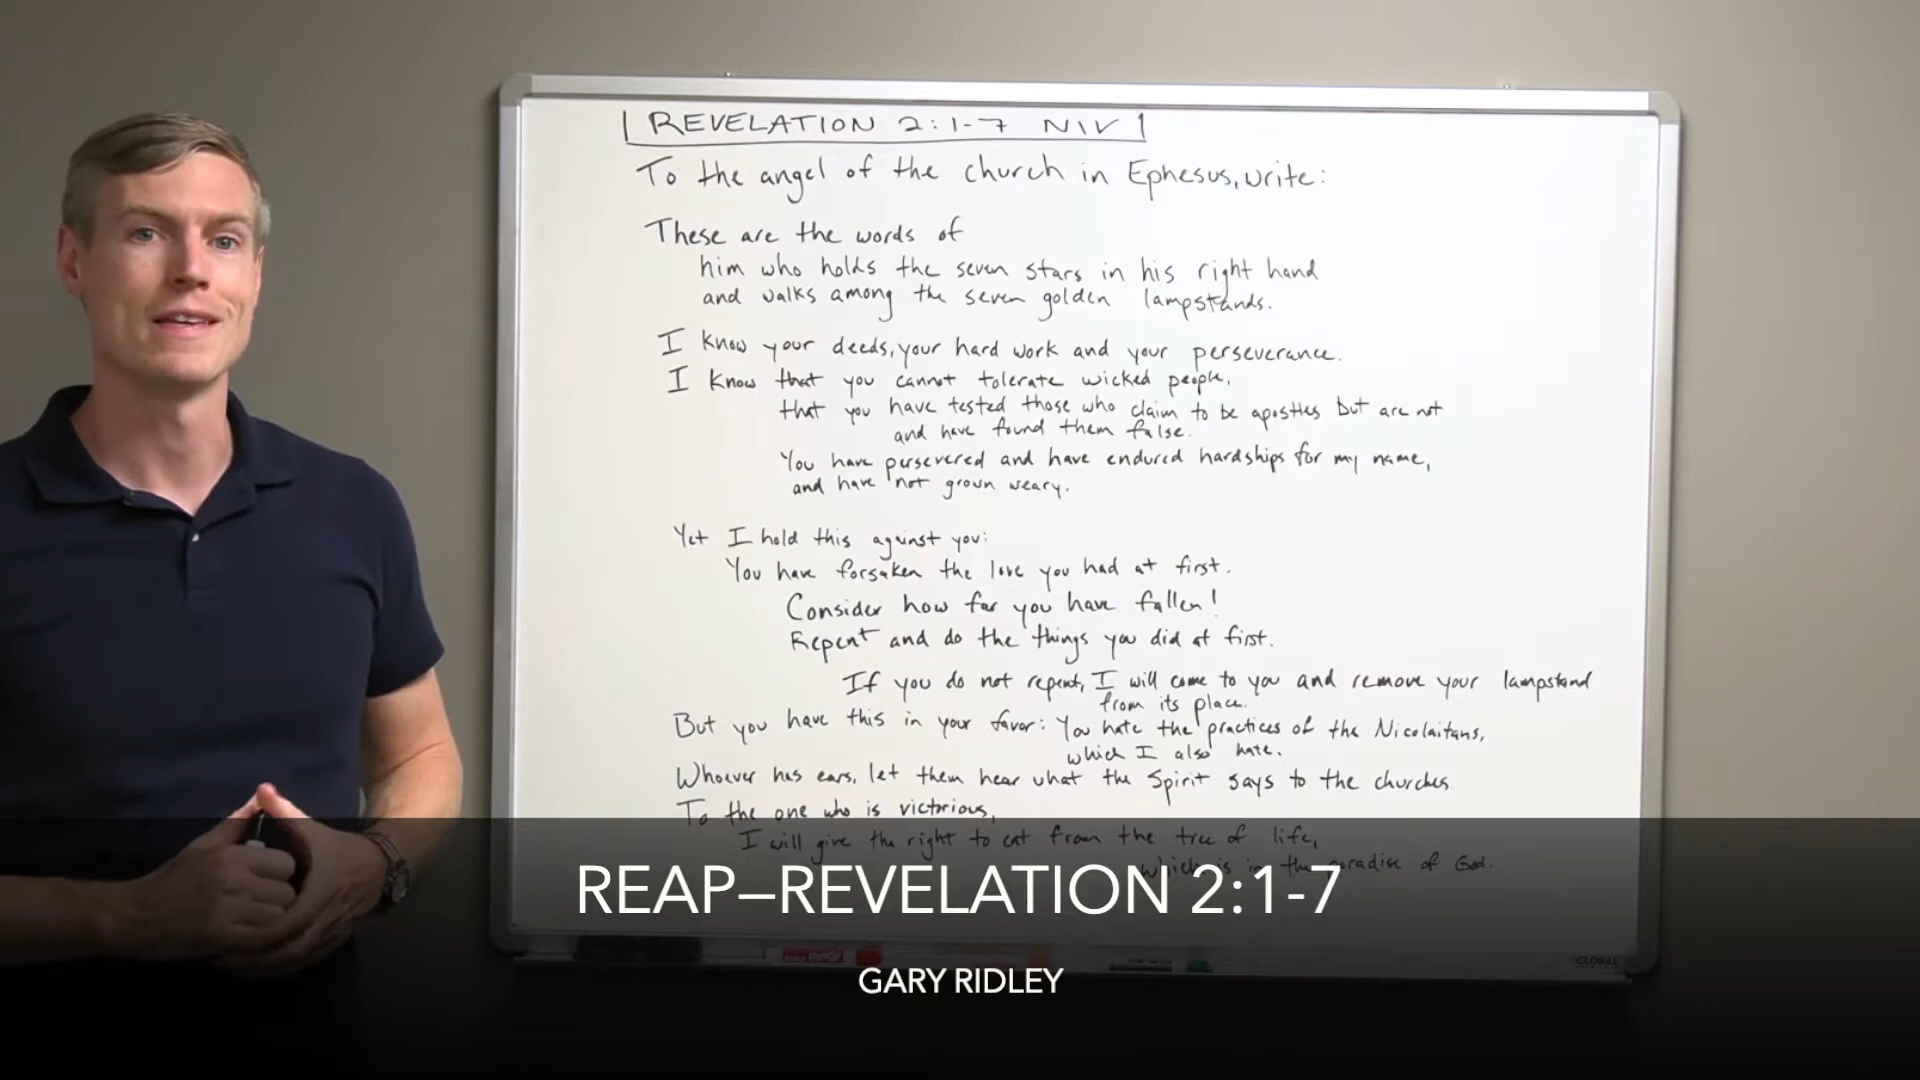 REVELATION 2:1-7 NIV
To the angel of the church in Ephesus, write:
These are the words of
him who holds the seven stars in his right hand
and walks among the seven golden lampstands.
I know your deeds, your hard work and your perseverance.
I know that you cannot tolerate wicked people,
that you have tested those who claim to be apostles but are not
and have found them false.
You have persevered and have endured hardships for my name,
and have not grown weary.
Yet I hold this against you:
You have forsaken the love you had at first.
Consider how far you have fallen!
Repent and do the things you did at first.
If you do not repent, I will come to you and remove your lampstand
from its place.
But you have this in your favor: You hate the practices of the Nicolaitans,
which I also hate.
Whoever has ears, let them hear what the Spirit says to the churches.
To the one who is victorious,
I will give the right to eat from the tree of life,
which is in the paradise of God.
REAP–REVELATION 2:1-7
GARY RIDLEY
GLOBAL